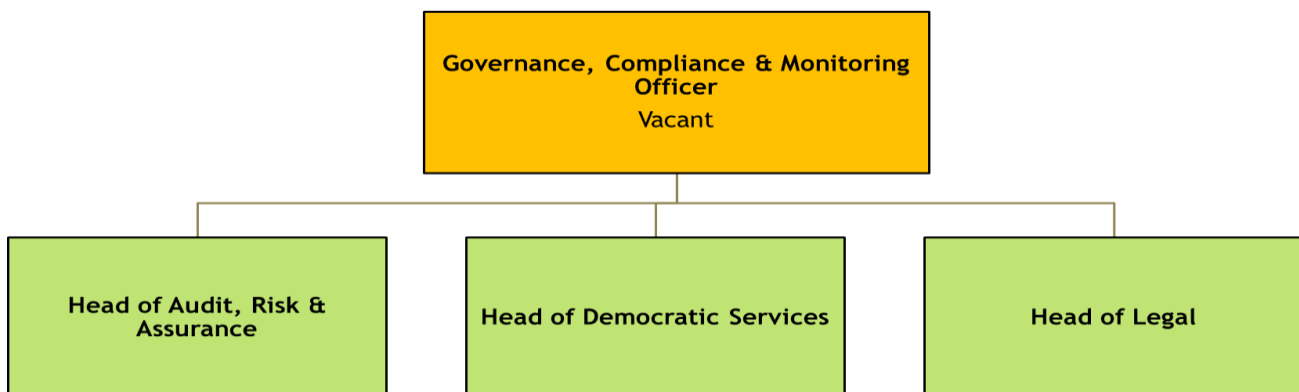 Governance, Compliance & Monitoring
Officer
Vacant
Head of Audit, Risk &
Assurance
Head of Democratic Services
Head of Legal